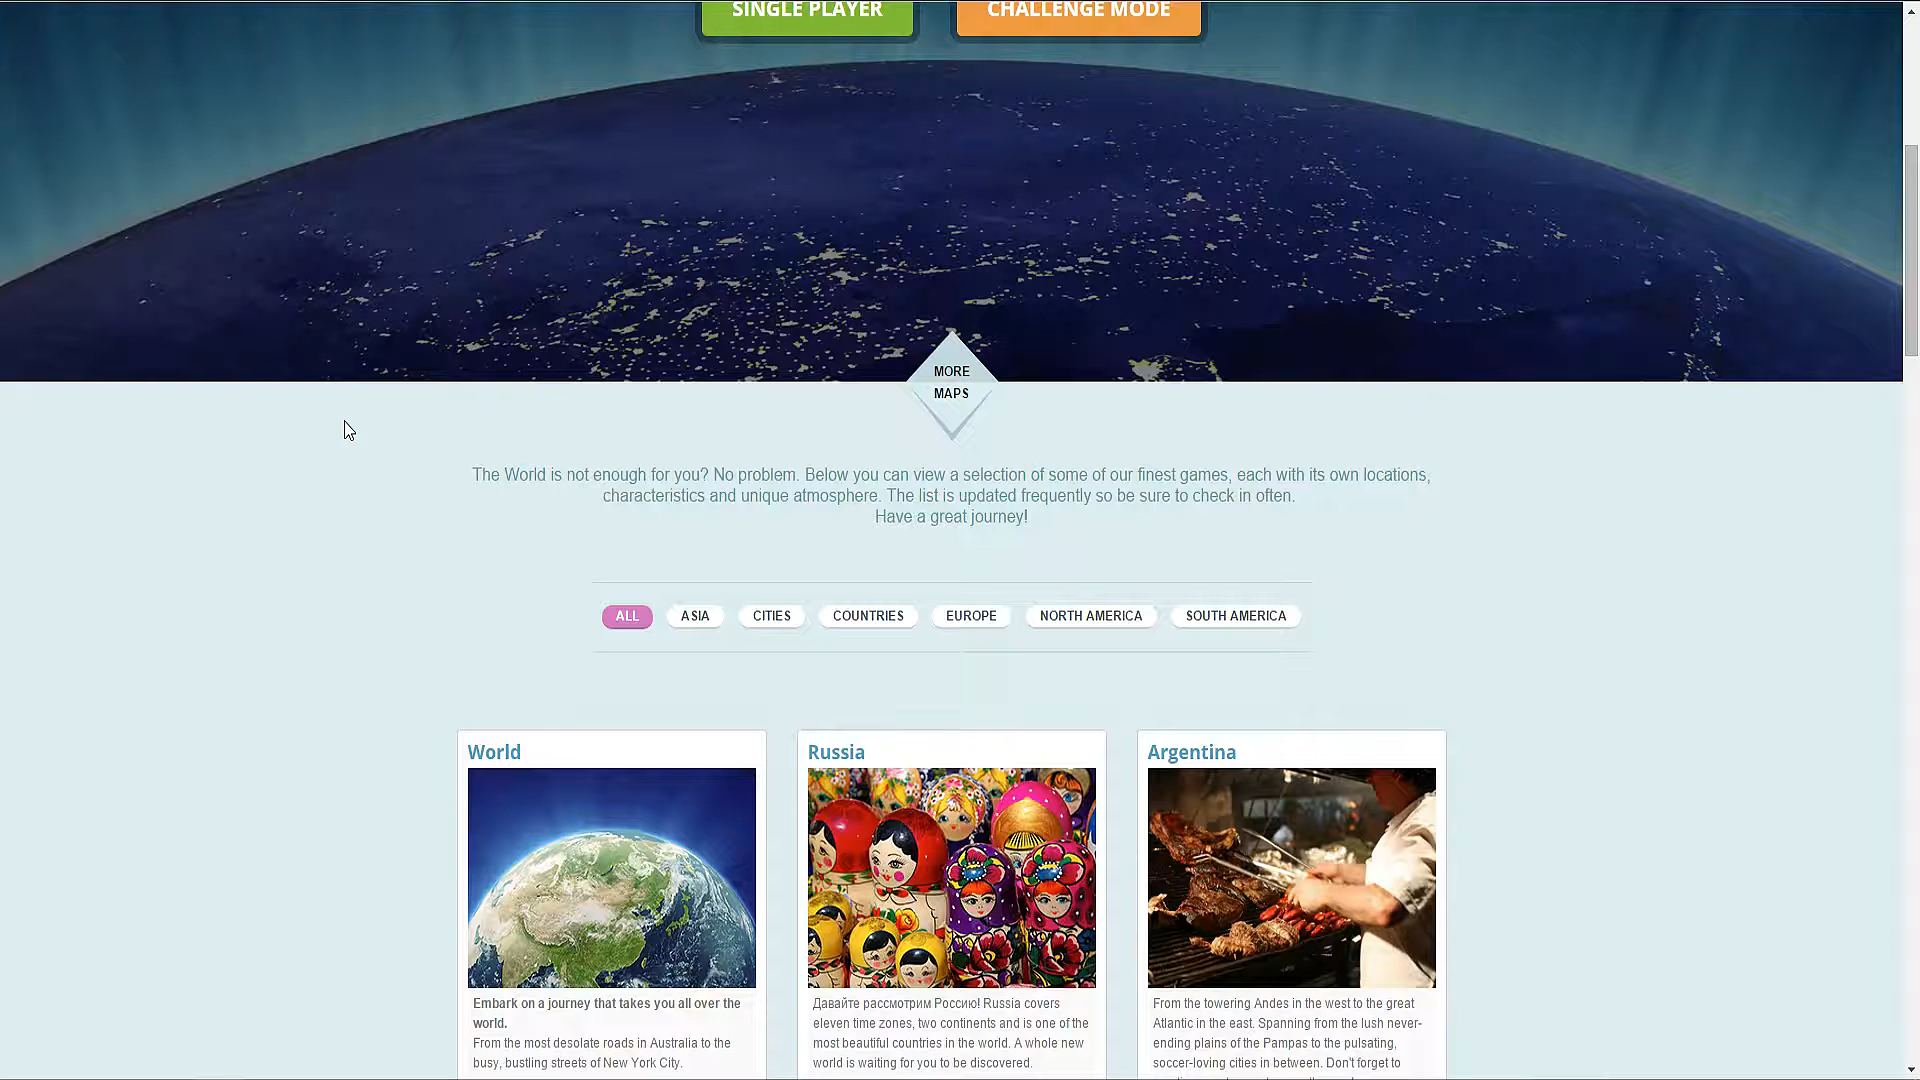 SINGLE PLAYER
CHALLENGE MODE
MORE
MAPS
The World is not enough for you? No problem. Below you can view a selection of some of our finest games, each with its own locations,
characteristics and unique atmosphere. The list is updated frequently so be sure to check in often.
Have a great journey!
ALL
ASIA
CITIES
COUNTRIES
EUROPE
NORTH AMERICA
SOUTH AMERICA
World
Embark on a journey that takes you all over the
world.
From the most desolate roads in Australia to the
busy, bustling streets of New York City.
Russia
Давайте рассмотрим Россию! Russia covers
eleven time zones, two continents and is one of the
most beautiful countries in the world. A whole new
world is waiting for you to be discovered.
Argentina
From the towering Andes in the west to the great
Atlantic in the east. Spanning from the lush never-
ending plains of the Pampas to the pulsating,
soccer-loving cities in between. Don't forget to